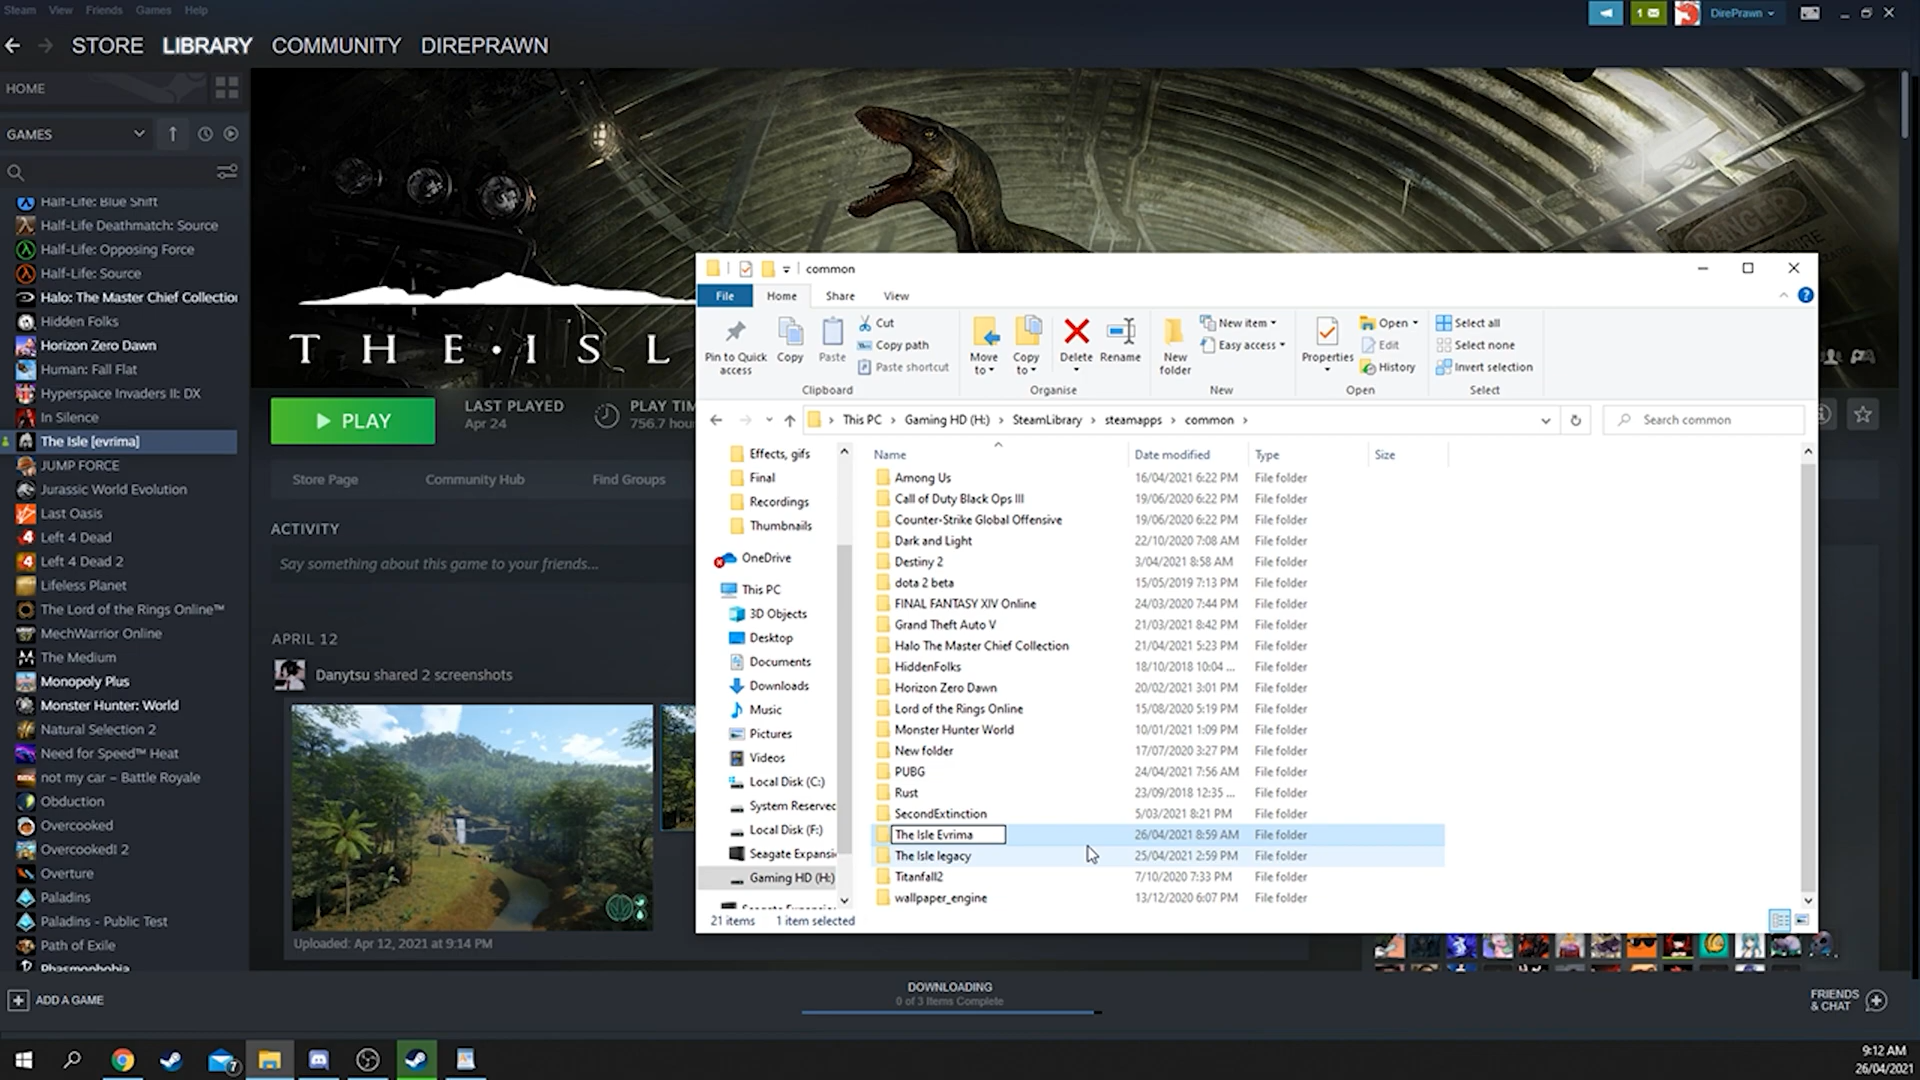 Steam View Friends Games Help
1
DirePrawn
STORE LIBRARY COMMUNITY DIREPRAWN
HOME
GAMES
Half-Life: Blue Shift
Half-Life Deathmatch: Source
Half-Life: Opposing Force
Half-Life: Source
Halo: The Master Chief Collection
Hidden Folks
Horizon Zero Dawn
Human: Fall Flat
Hyperspace Invaders II: DX
In Silence
The Isle [evrima]
JUMP FORCE
Jurassic World Evolution
Last Oasis
Left 4 Dead
Left 4 Dead 2
Lifeless Planet
The Lord of the Rings Online™
MechWarrior Online
The Medium
Monopoly Plus
Monster Hunter: World
Natural Selection 2
Need for Speed™ Heat
not my car – Battle Royale
Obduction
Overcooked
Overcooked! 2
Overture
Paladins
Paladins - Public Test
Path of Exile
Phasmophobia
ADD A GAME
DANGER
THE·ISL
PLAY
LAST PLAYED
Apr 24
PLAY TIM
756.7 hour
Store Page Community Hub Find Groups
ACTIVITY
Say something about this game to your friends...
APRIL 12
Danytsu shared 2 screenshots
Uploaded: Apr 12, 2021 at 9:14 PM
common
File Home Share View
Pin to Quick access
Copy
Paste
Cut
Copy path
Paste shortcut
Clipboard
Move to
Copy to
Delete
Rename
Organise
New folder
New item
Easy access
New
Properties
Open
Edit
History
Open
Select all
Select none
Invert selection
Select
This PC > Gaming HD (H:) > SteamLibrary > steamapps > common >
Search common
Effects, gifs
Final
Recordings
Thumbnails
OneDrive
This PC
3D Objects
Desktop
Documents
Downloads
Music
Pictures
Videos
Local Disk (C:)
System Reserved
Local Disk (F:)
Seagate Expansi
Gaming HD (H:)
Seagate Expansi
Name Date modified Type Size
Among Us 16/04/2021 6:22 PM File folder
Call of Duty Black Ops III 19/06/2020 6:22 PM File folder
Counter-Strike Global Offensive 19/06/2020 6:22 PM File folder
Dark and Light 22/10/2020 7:08 AM File folder
Destiny 2 3/04/2021 8:58 AM File folder
dota 2 beta 15/05/2019 7:13 PM File folder
FINAL FANTASY XIV Online 24/03/2020 7:44 PM File folder
Grand Theft Auto V 21/03/2021 8:42 PM File folder
Halo The Master Chief Collection 21/04/2021 5:23 PM File folder
HiddenFolks 18/10/2018 10:04 ... File folder
Horizon Zero Dawn 20/02/2021 3:01 PM File folder
Lord of the Rings Online 15/08/2020 5:19 PM File folder
Monster Hunter World 10/01/2021 1:09 PM File folder
New folder 17/07/2020 3:27 PM File folder
PUBG 24/04/2021 7:56 AM File folder
Rust 23/09/2018 12:35 ... File folder
SecondExtinction 5/03/2021 8:21 PM File folder
The Isle Evrima 26/04/2021 8:59 AM File folder
The Isle legacy 25/04/2021 2:59 PM File folder
Titanfall2 7/10/2020 7:33 PM File folder
wallpaper_engine 13/12/2020 6:07 PM File folder
21 items 1 item selected
DOWNLOADING
0 of 3 Items Complete
FRIENDS
& CHAT
7
9:12 AM
26/04/2021